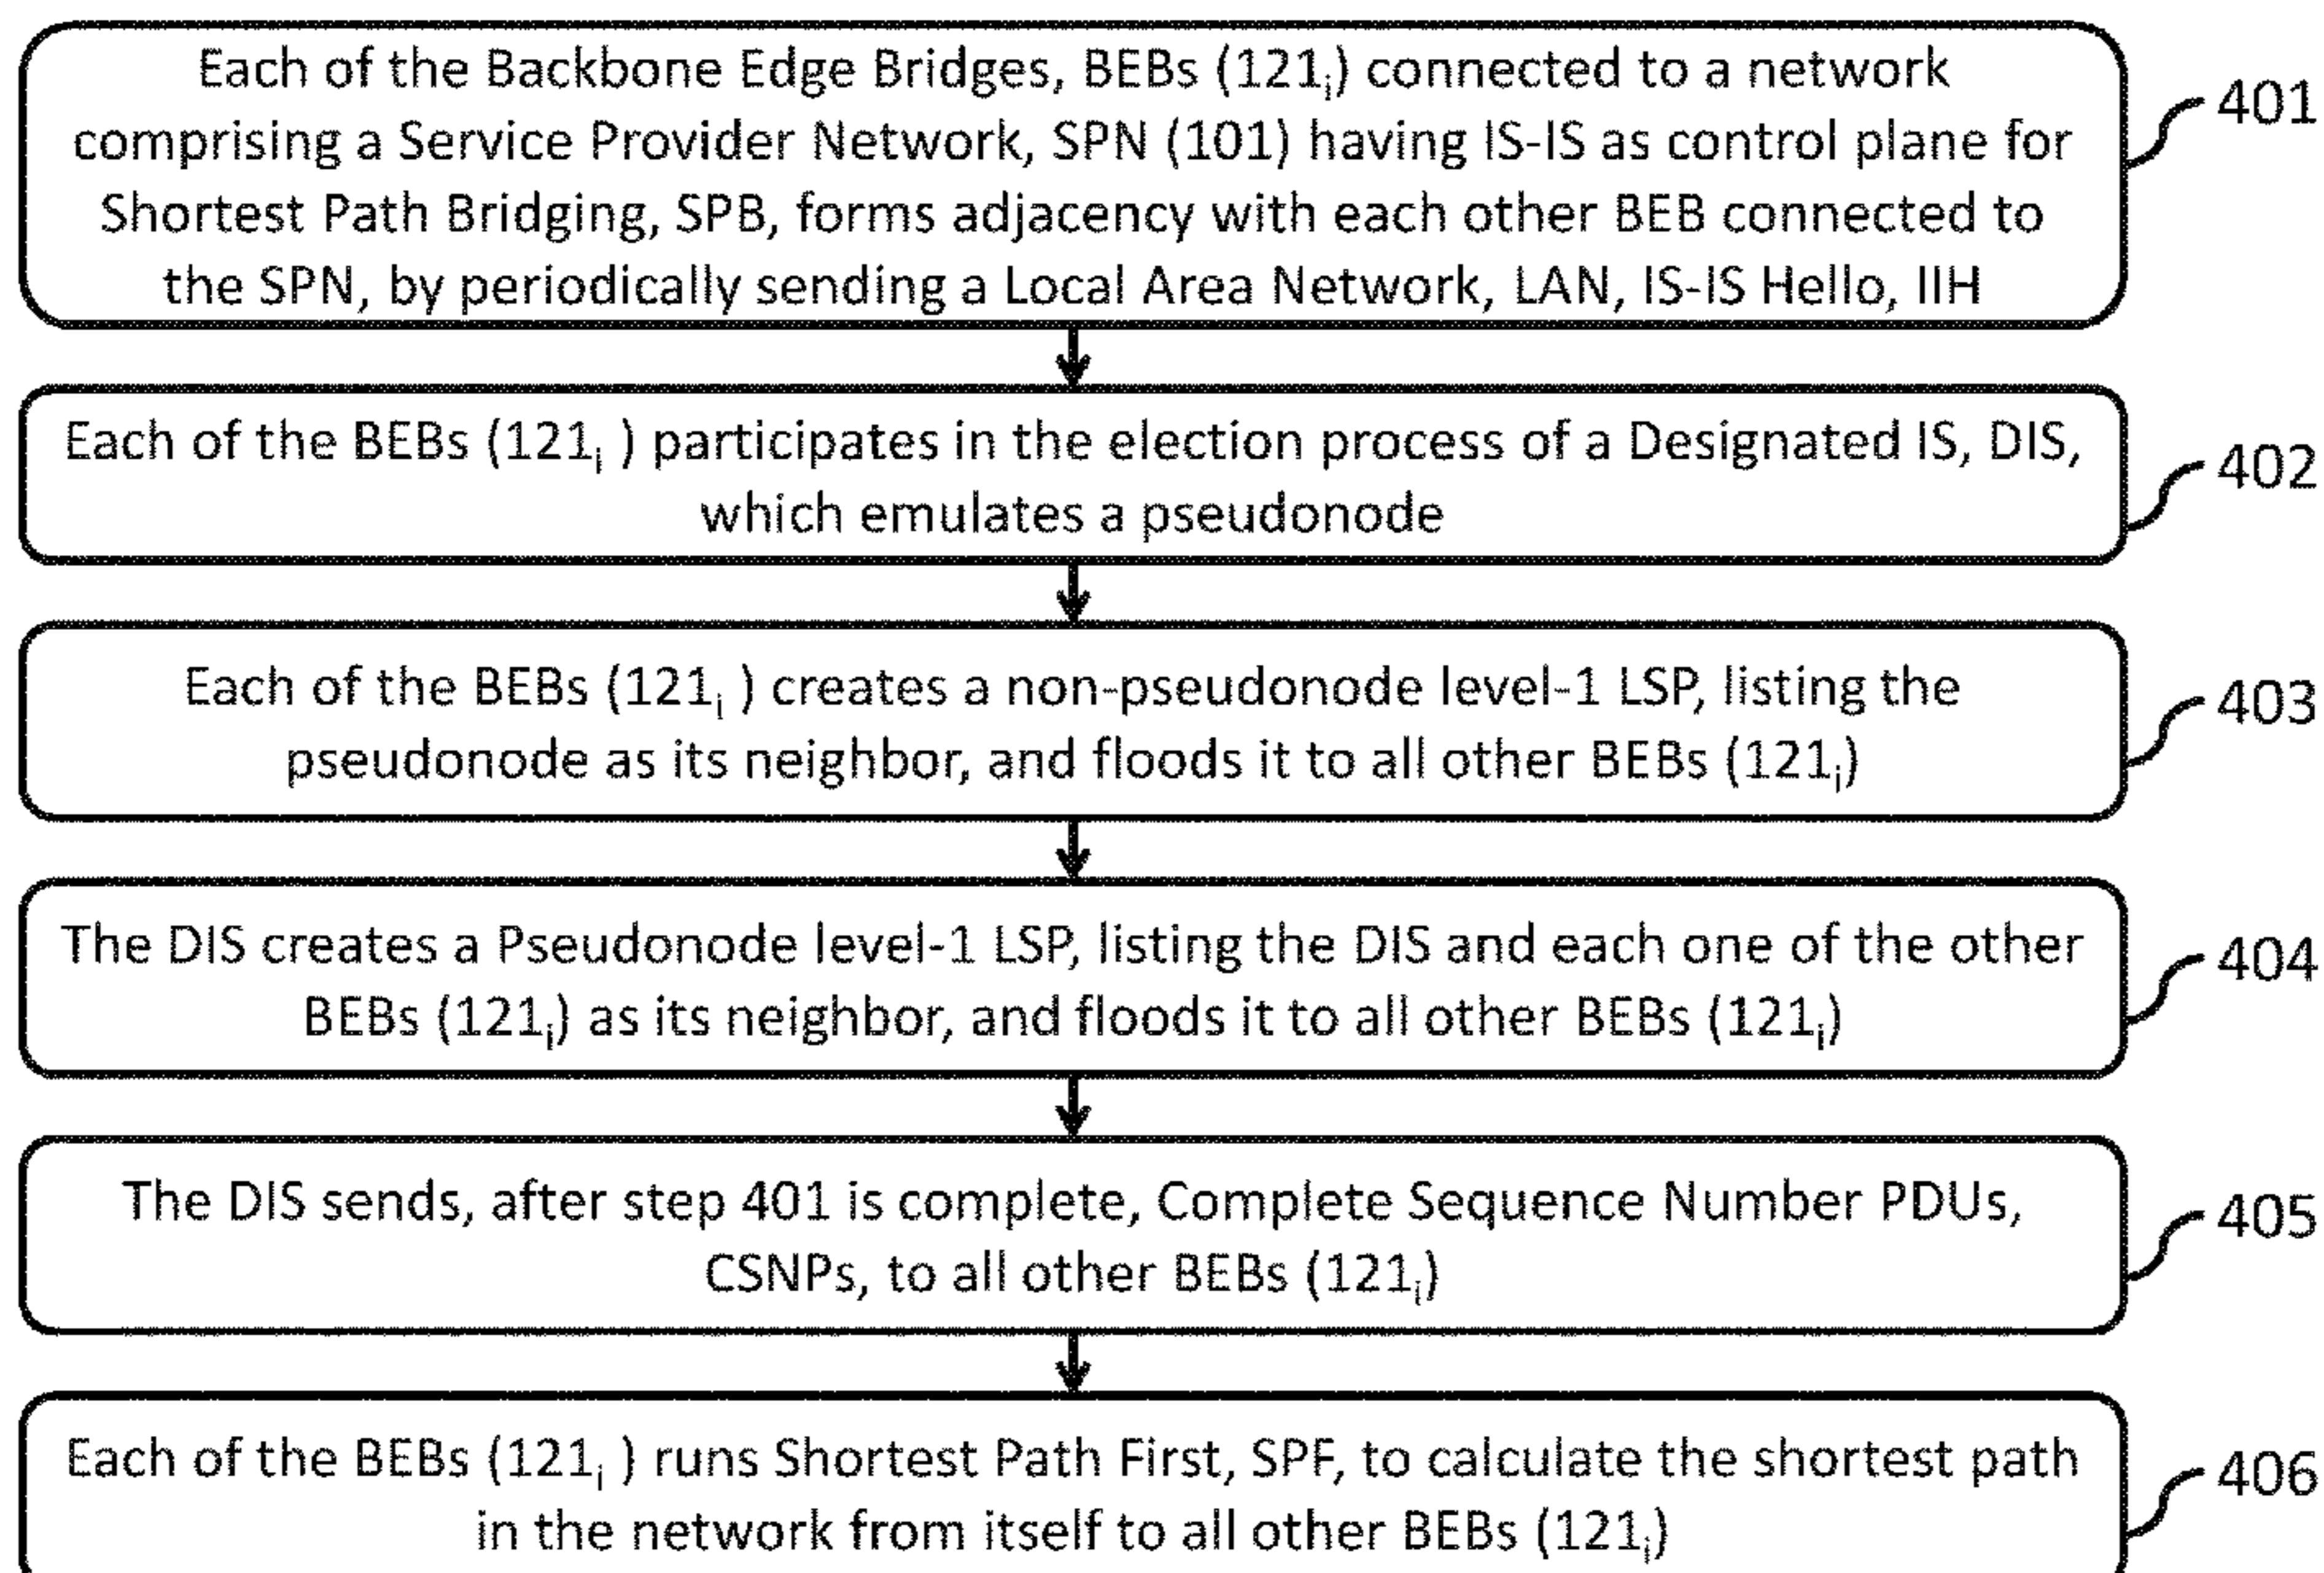 Each of the Backbone Edge Bridges, BEBs (121ᵢ) connected to a network
comprising a Service Provider Network, SPN (101) having IS-IS as control plane for
Shortest Path Bridging, SPB, forms adjacency with each other BEB connected to
the SPN, by periodically sending a Local Area Network, LAN, IS-IS Hello, IIH
401
Each of the BEBs (121ᵢ ) participates in the election process of a Designated IS, DIS,
which emulates a pseudonode
402
Each of the BEBs (121ᵢ ) creates a non-pseudonode level-1 LSP, listing the
pseudonode as its neighbor, and floods it to all other BEBs (121ᵢ)
403
The DIS creates a Pseudonode level-1 LSP, listing the DIS and each one of the other
BEBs (121ᵢ) as its neighbor, and floods it to all other BEBs (121ᵢ)
404
The DIS sends, after step 401 is complete, Complete Sequence Number PDUs,
CSNPs, to all other BEBs (121ᵢ)
405
Each of the BEBs (121ᵢ ) runs Shortest Path First, SPF, to calculate the shortest path
in the network from itself to all other BEBs (121ᵢ)
406